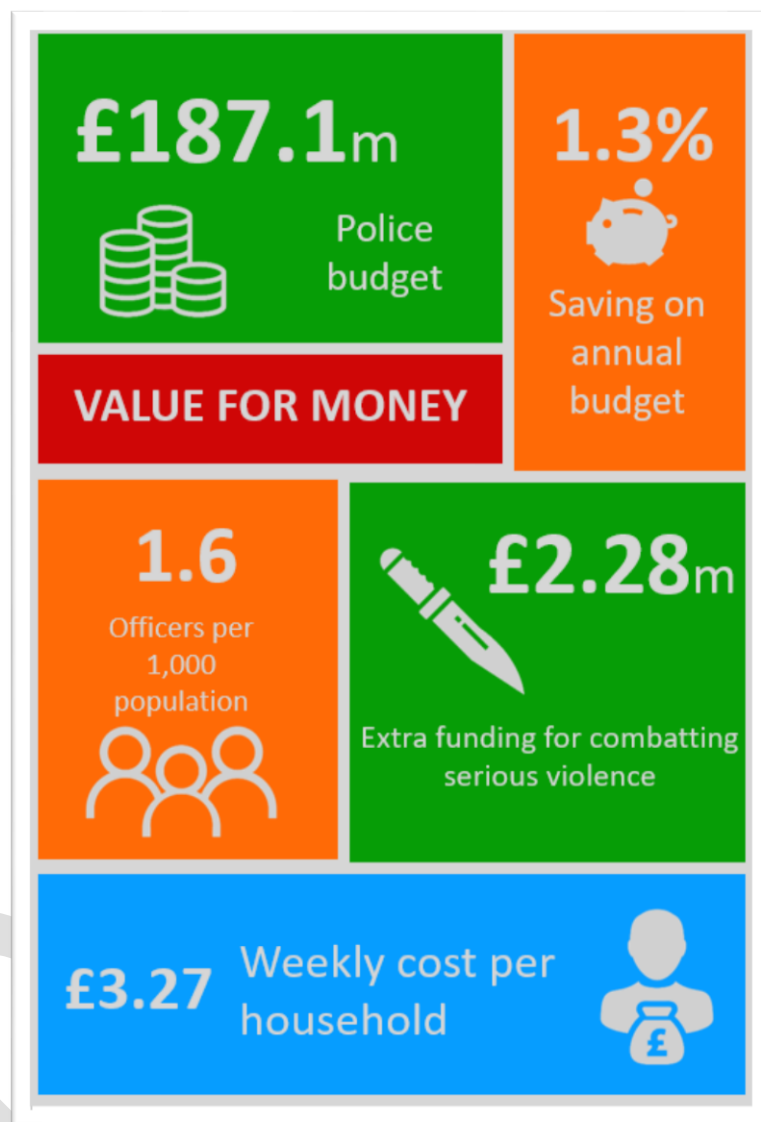 £187.1m
Police
budget
1.3%
Saving on
annual
budget
VALUE FOR MONEY
1.6
Officers per
1,000
population
£2.28m
Extra funding for combatting
serious violence
£3.27
Weekly cost per
household
£